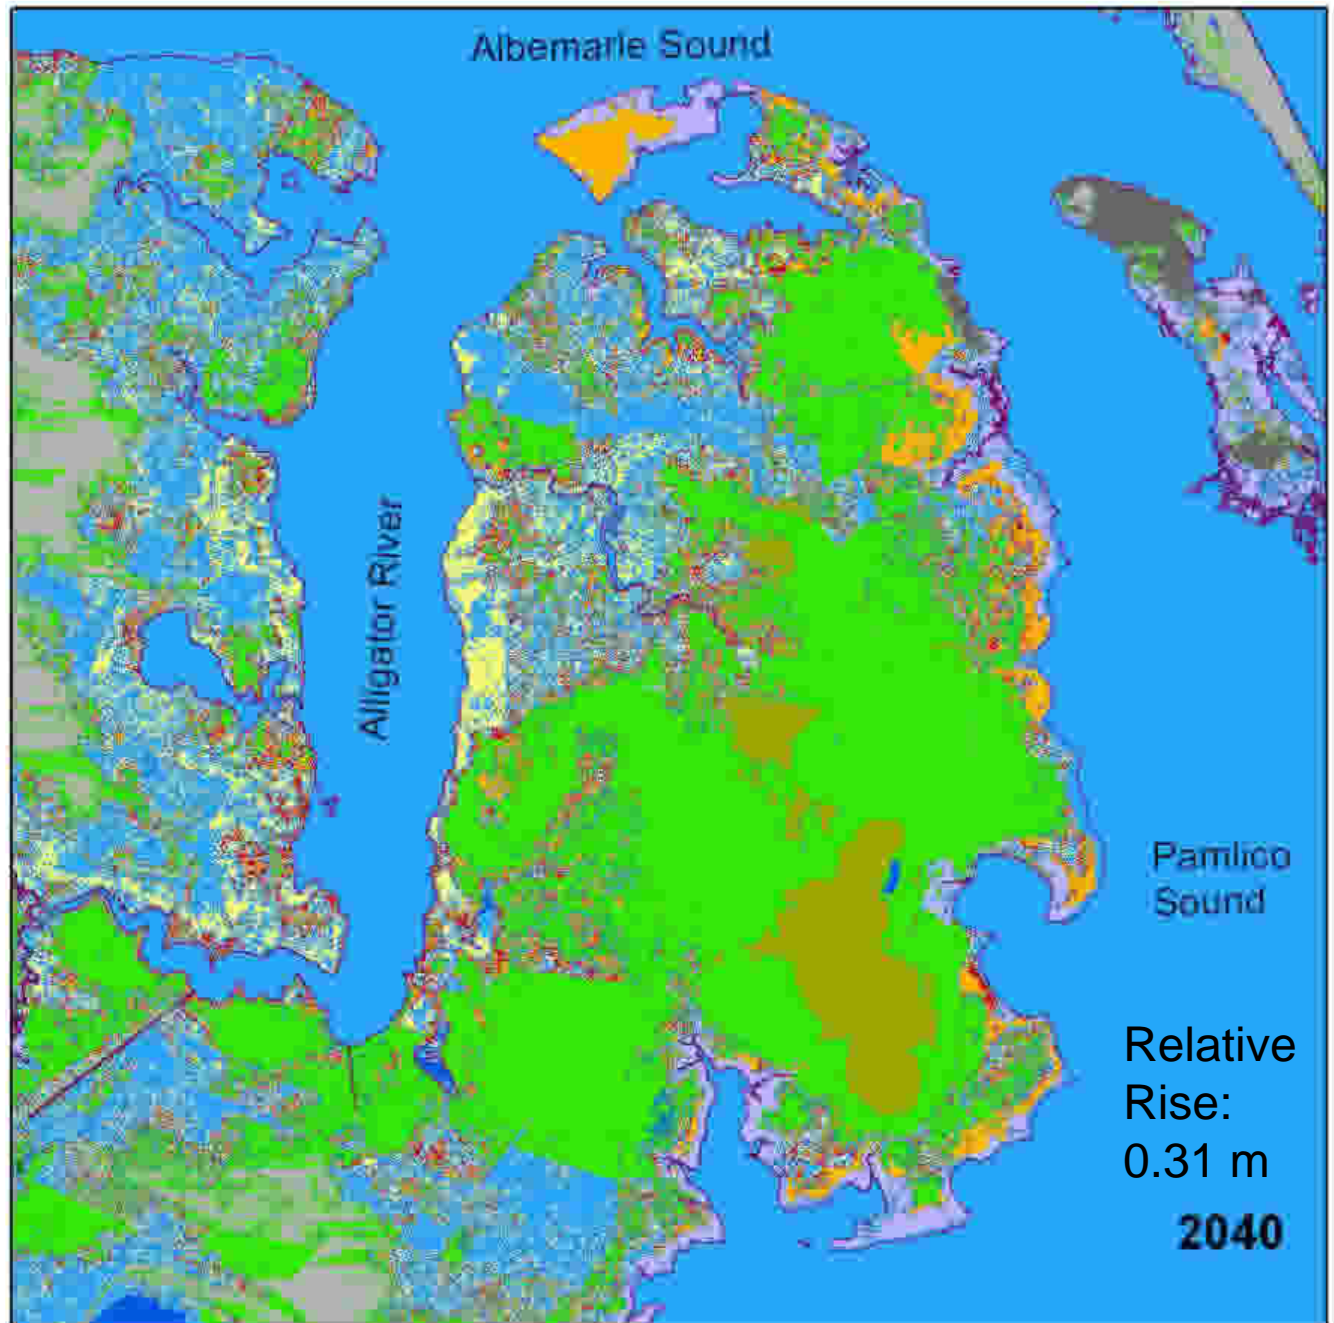 Albemarle Sound
Alligator River
Pamlico
Sound
Relative
Rise:
0.31 m
2040